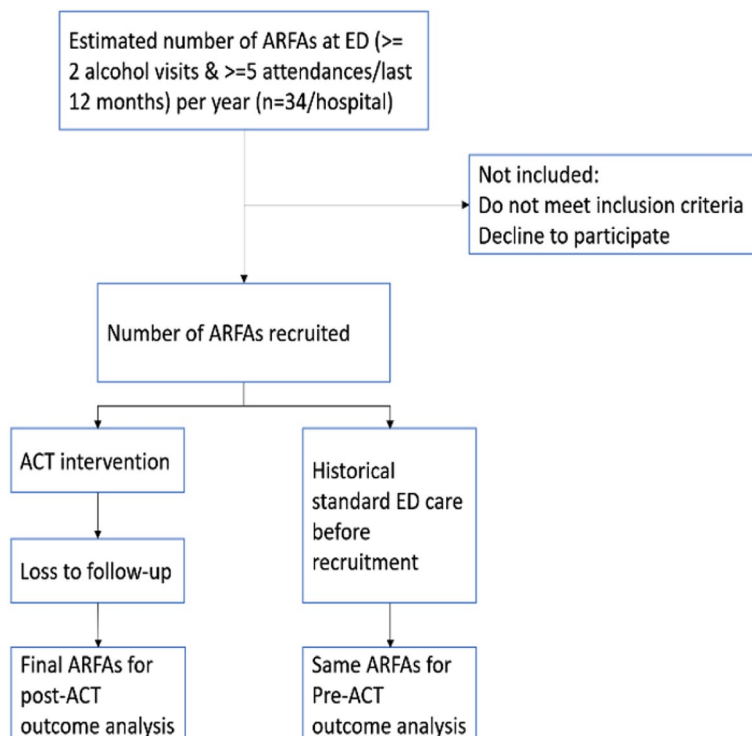 Estimated number of ARFAs at ED (>=
2 alcohol visits & >=5 attendances/last
12 months) per year (n=34/hospital)
Not included:
Do not meet inclusion criteria
Decline to participate
Number of ARFAs recruited
ACT intervention
Historical
standard ED care
before
recruitment
Loss to follow-up
Final ARFAs for
post-ACT
outcome analysis
Same ARFAs for
Pre-ACT
outcome analysis